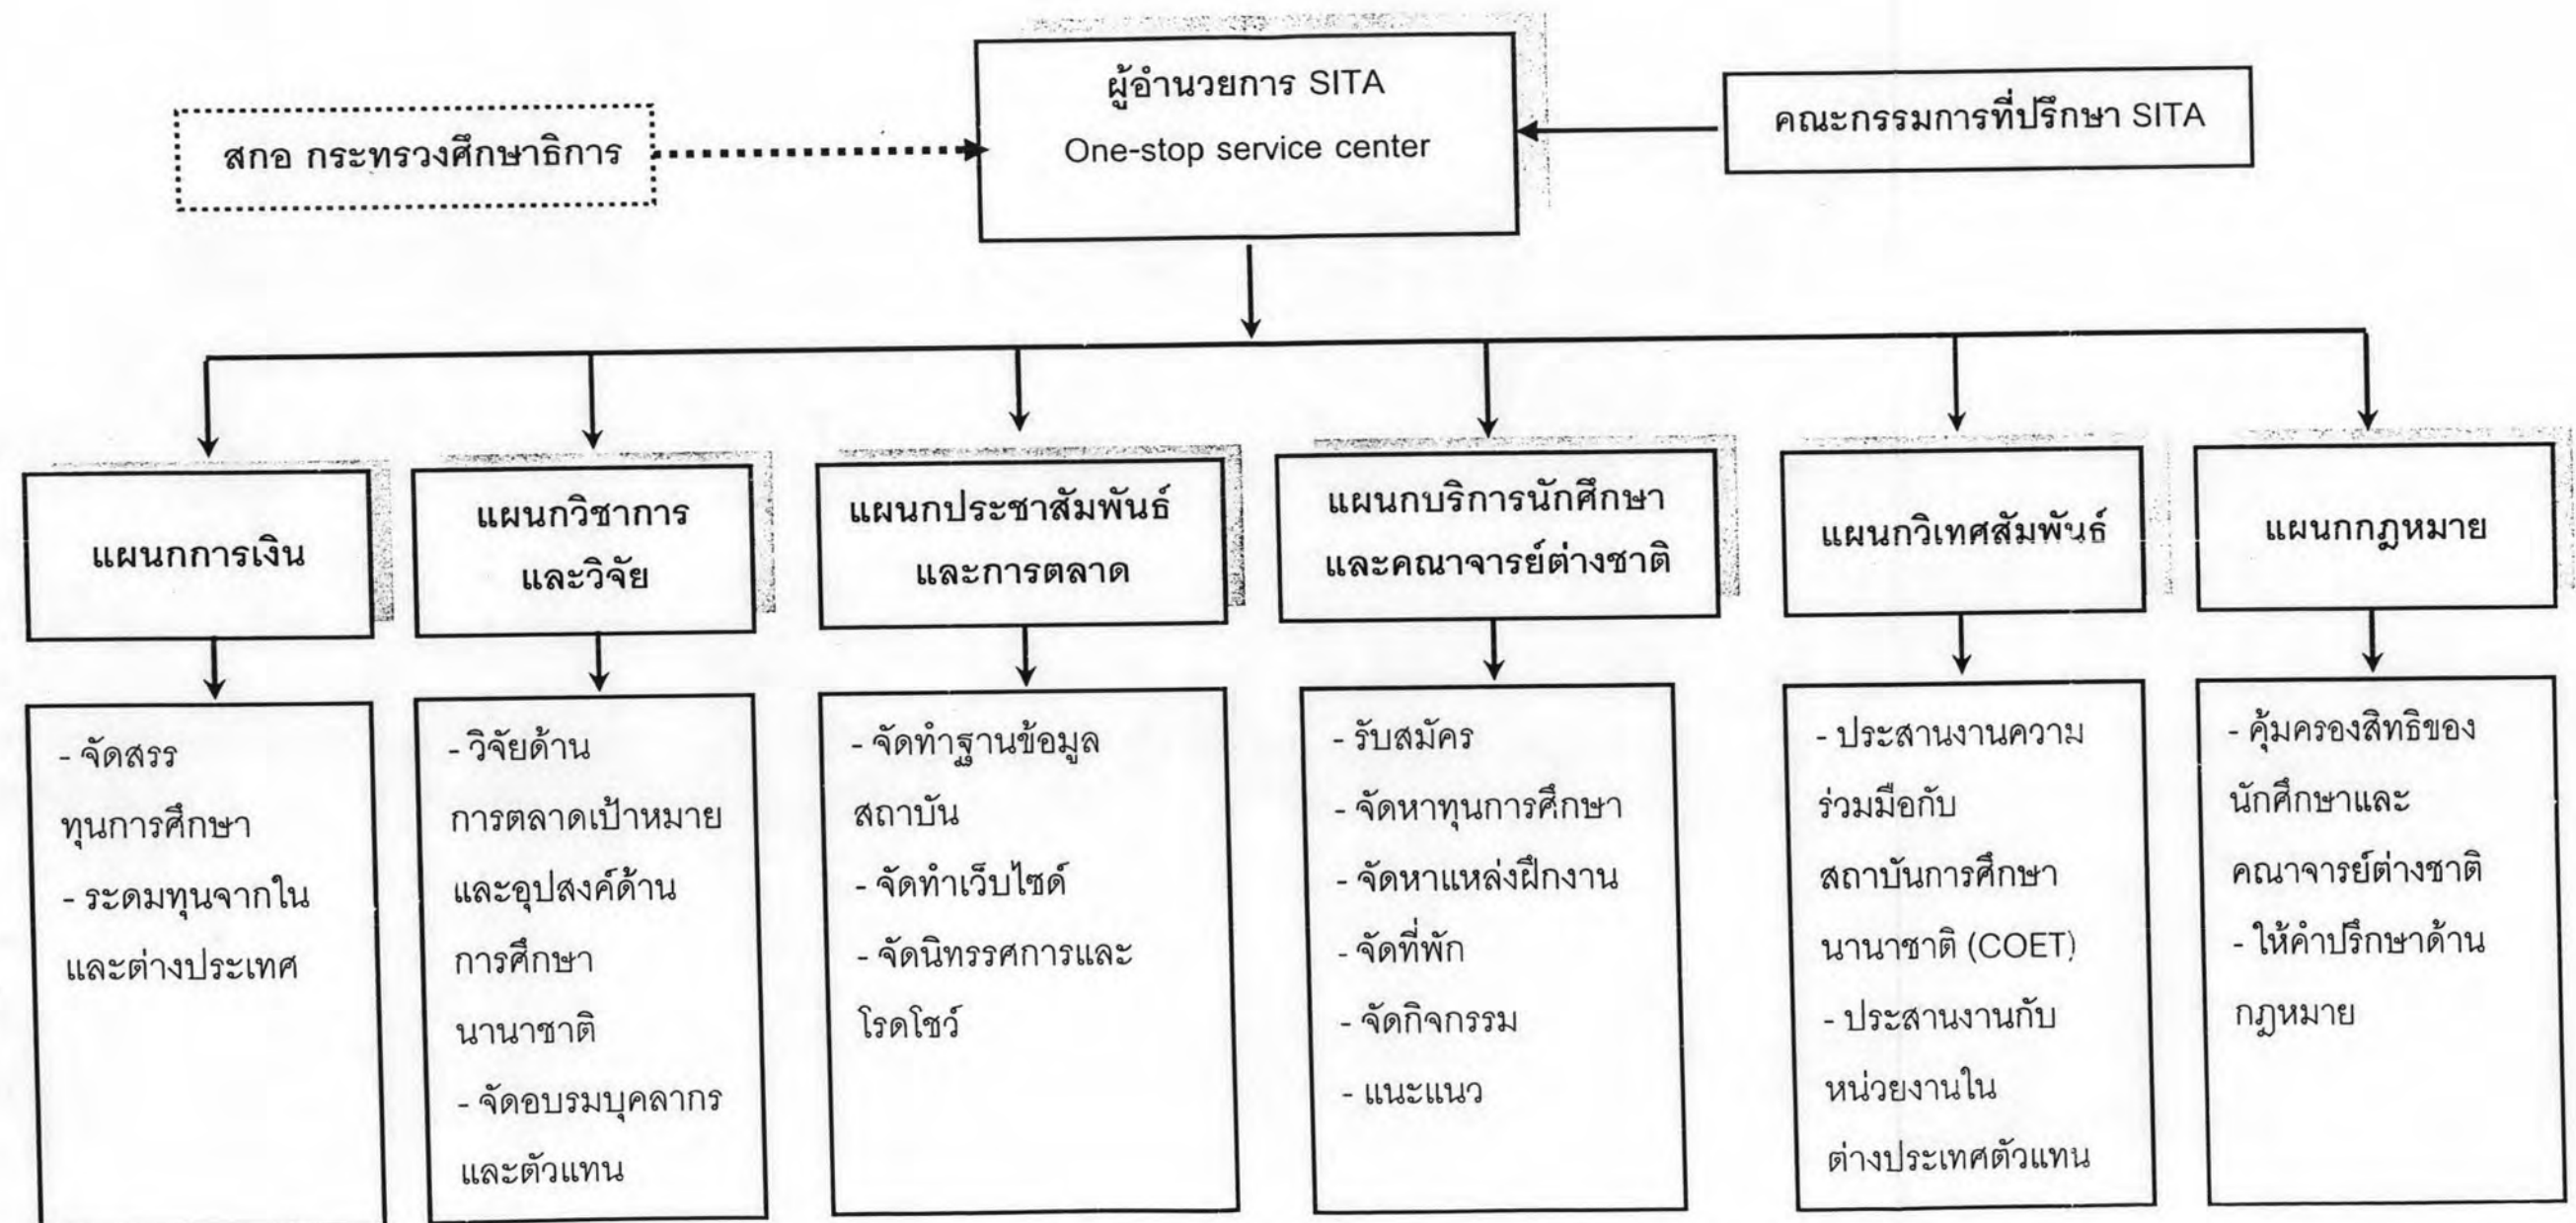 ผู้อำนวยการ SITA
One-stop service center
สกอ กระทรวงศึกษาธิการ
คณะกรรมการที่ปรึกษา SITA
แผนกการเงิน
แผนกวิชาการ
และวิจัย
แผนกประชาสัมพันธ์
และการตลาด
แผนกบริการนักศึกษา
และคณาจารย์ต่างชาติ
แผนกวิเทศสัมพันธ์
แผนกกฎหมาย
- จัดสรร
ทุนการศึกษา
- ระดมทุนจากใน
และต่างประเทศ
- วิจัยด้าน
การตลาดเป้าหมาย
และอุปสงค์ด้าน
การศึกษา
นานาชาติ
- จัดอบรมบุคลากร
และตัวแทน
- จัดทำฐานข้อมูล
สถาบัน
- จัดทำเว็บไซด์
- จัดนิทรรศการและ
โรดโชว์
- รับสมัคร
- จัดหาทุนการศึกษา
- จัดหาแหล่งฝึกงาน
- จัดที่พัก
- จัดกิจกรรม
- แนะแนว
- ประสานงานความ
ร่วมมือกับ
สถาบันการศึกษา
นานาชาติ (COET)
- ประสานงานกับ
หน่วยงานใน
ต่างประเทศตัวแทน
- คุ้มครองสิทธิของ
นักศึกษาและ
คณาจารย์ต่างชาติ
- ให้คำปรึกษาด้าน
กฎหมาย